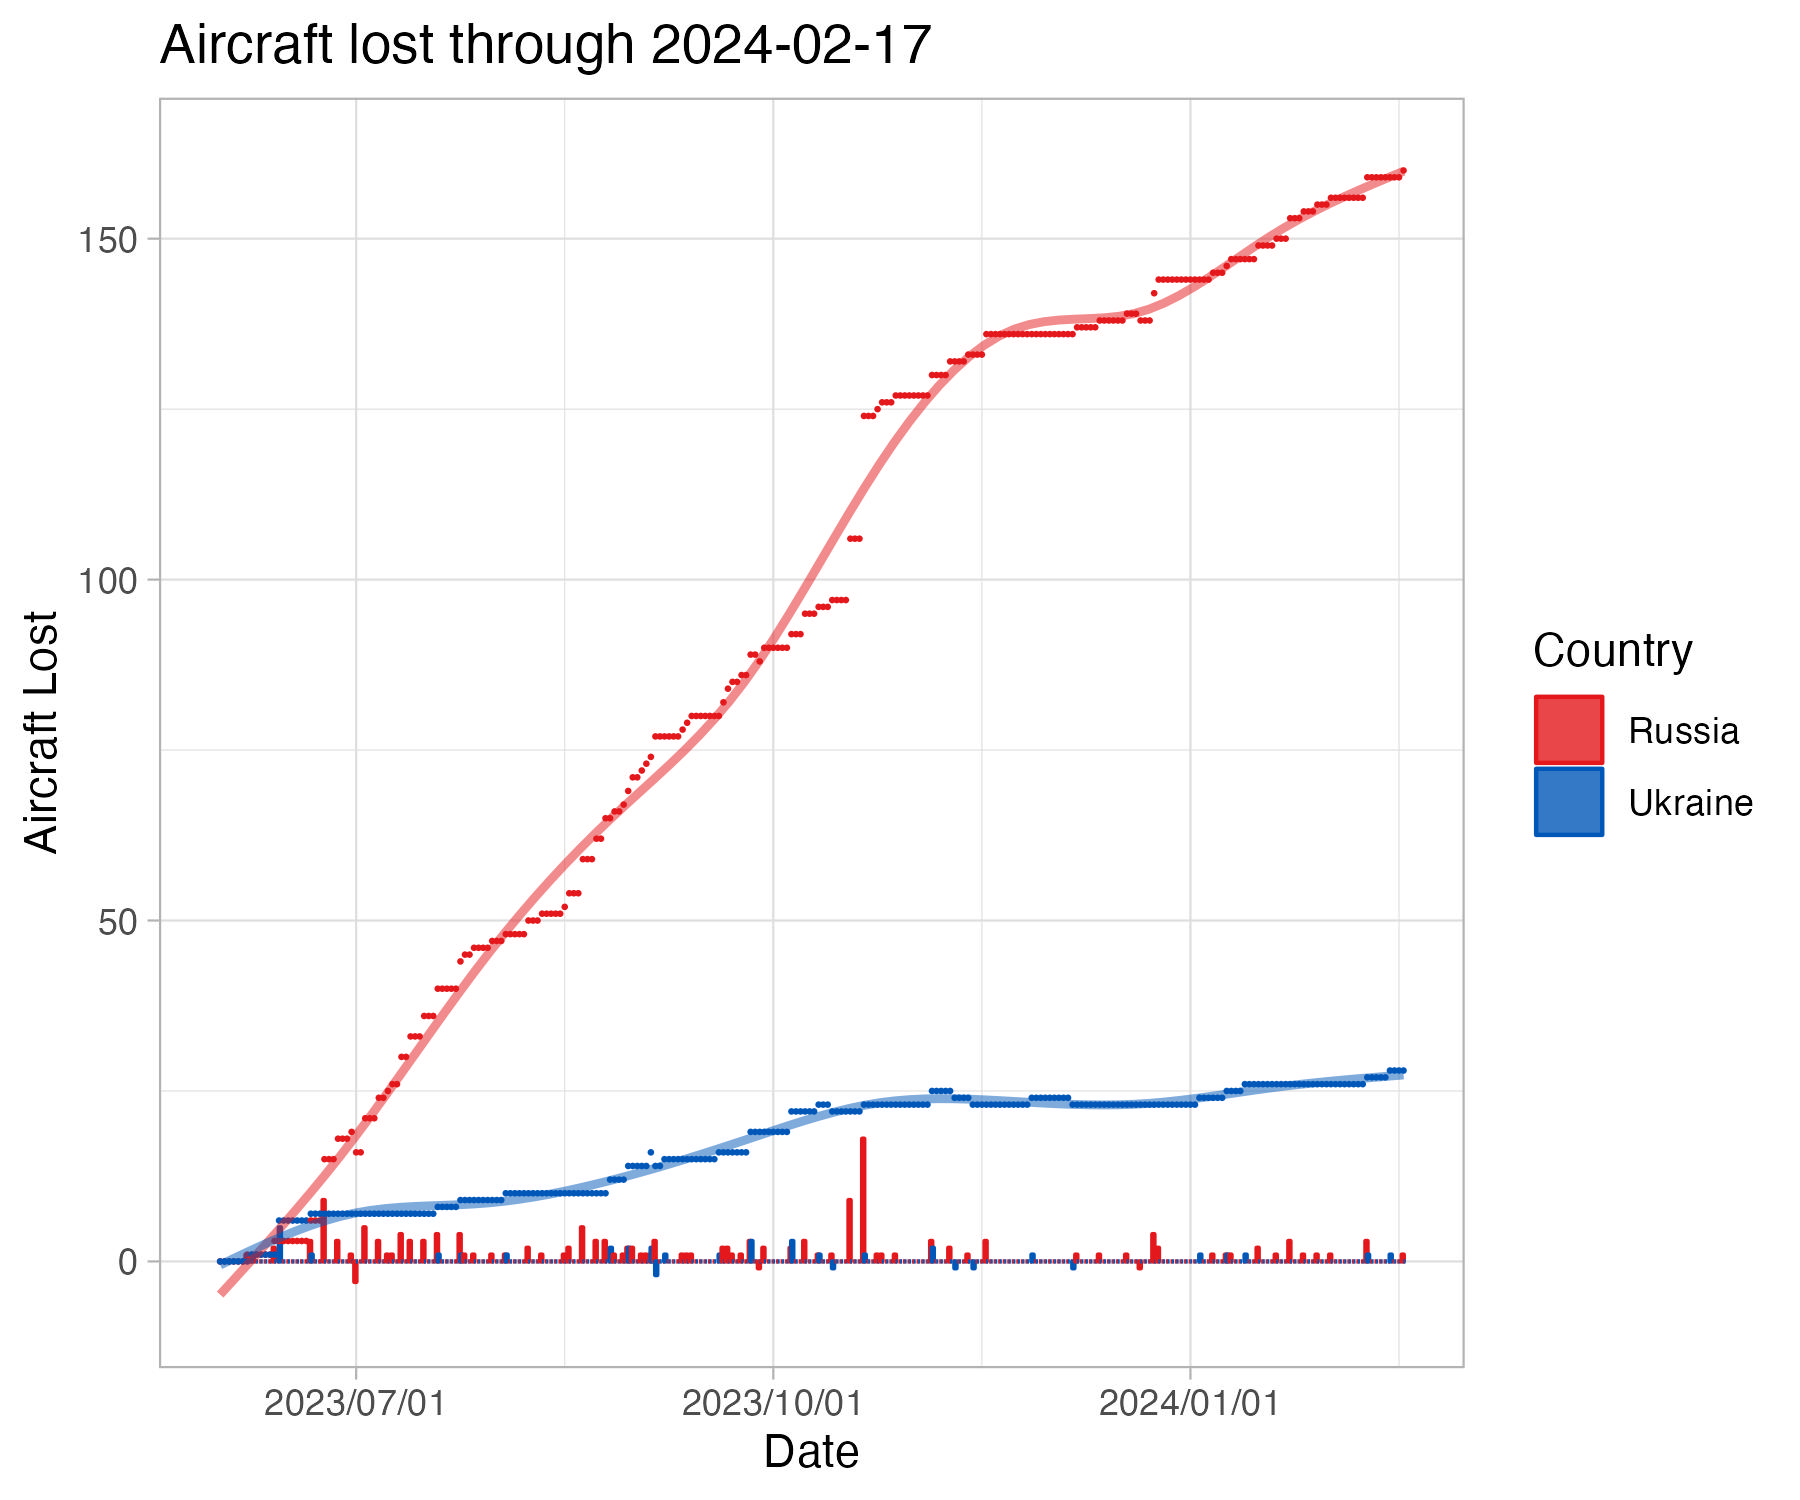 Aircraft lost through 2024-02-17
Aircraft Lost
150
100
50
0
2023/07/01
2023/10/01
2024/01/01
Date
Country
Russia
Ukraine